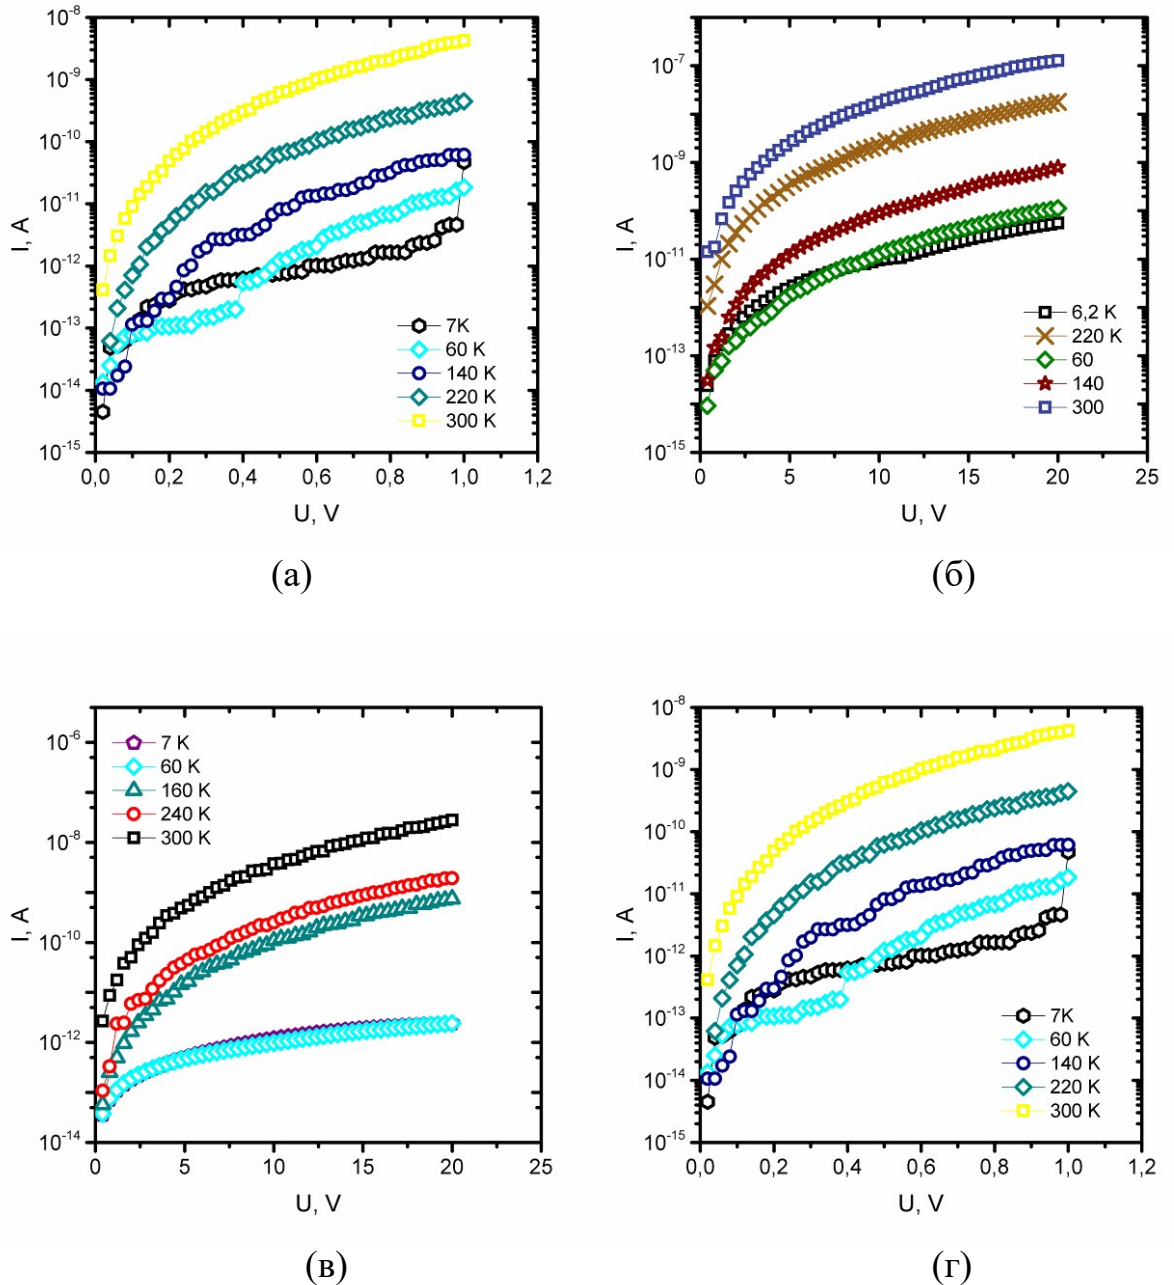 10⁻⁸
10⁻⁹
10⁻¹⁰
10⁻¹¹
10⁻¹²
10⁻¹³
10⁻¹⁴
10⁻¹⁵
I, A
7K
60 K
140 K
220 K
300 K
0,0 0,2 0,4 0,6 0,8 1,0 1,2
U, V
(а)
10⁻⁷
10⁻⁹
10⁻¹¹
10⁻¹³
10⁻¹⁵
I, A
6,2 K
220 K
60
140
300
0 5 10 15 20 25
U, V
(б)
10⁻⁶
10⁻⁸
10⁻¹⁰
10⁻¹²
10⁻¹⁴
I, A
7 K
60 K
160 K
240 K
300 K
0 5 10 15 20 25
U, V
(в)
10⁻⁸
10⁻⁹
10⁻¹⁰
10⁻¹¹
10⁻¹²
10⁻¹³
10⁻¹⁴
10⁻¹⁵
I, A
7K
60 K
140 K
220 K
300 K
0,0 0,2 0,4 0,6 0,8 1,0 1,2
U, V
(г)